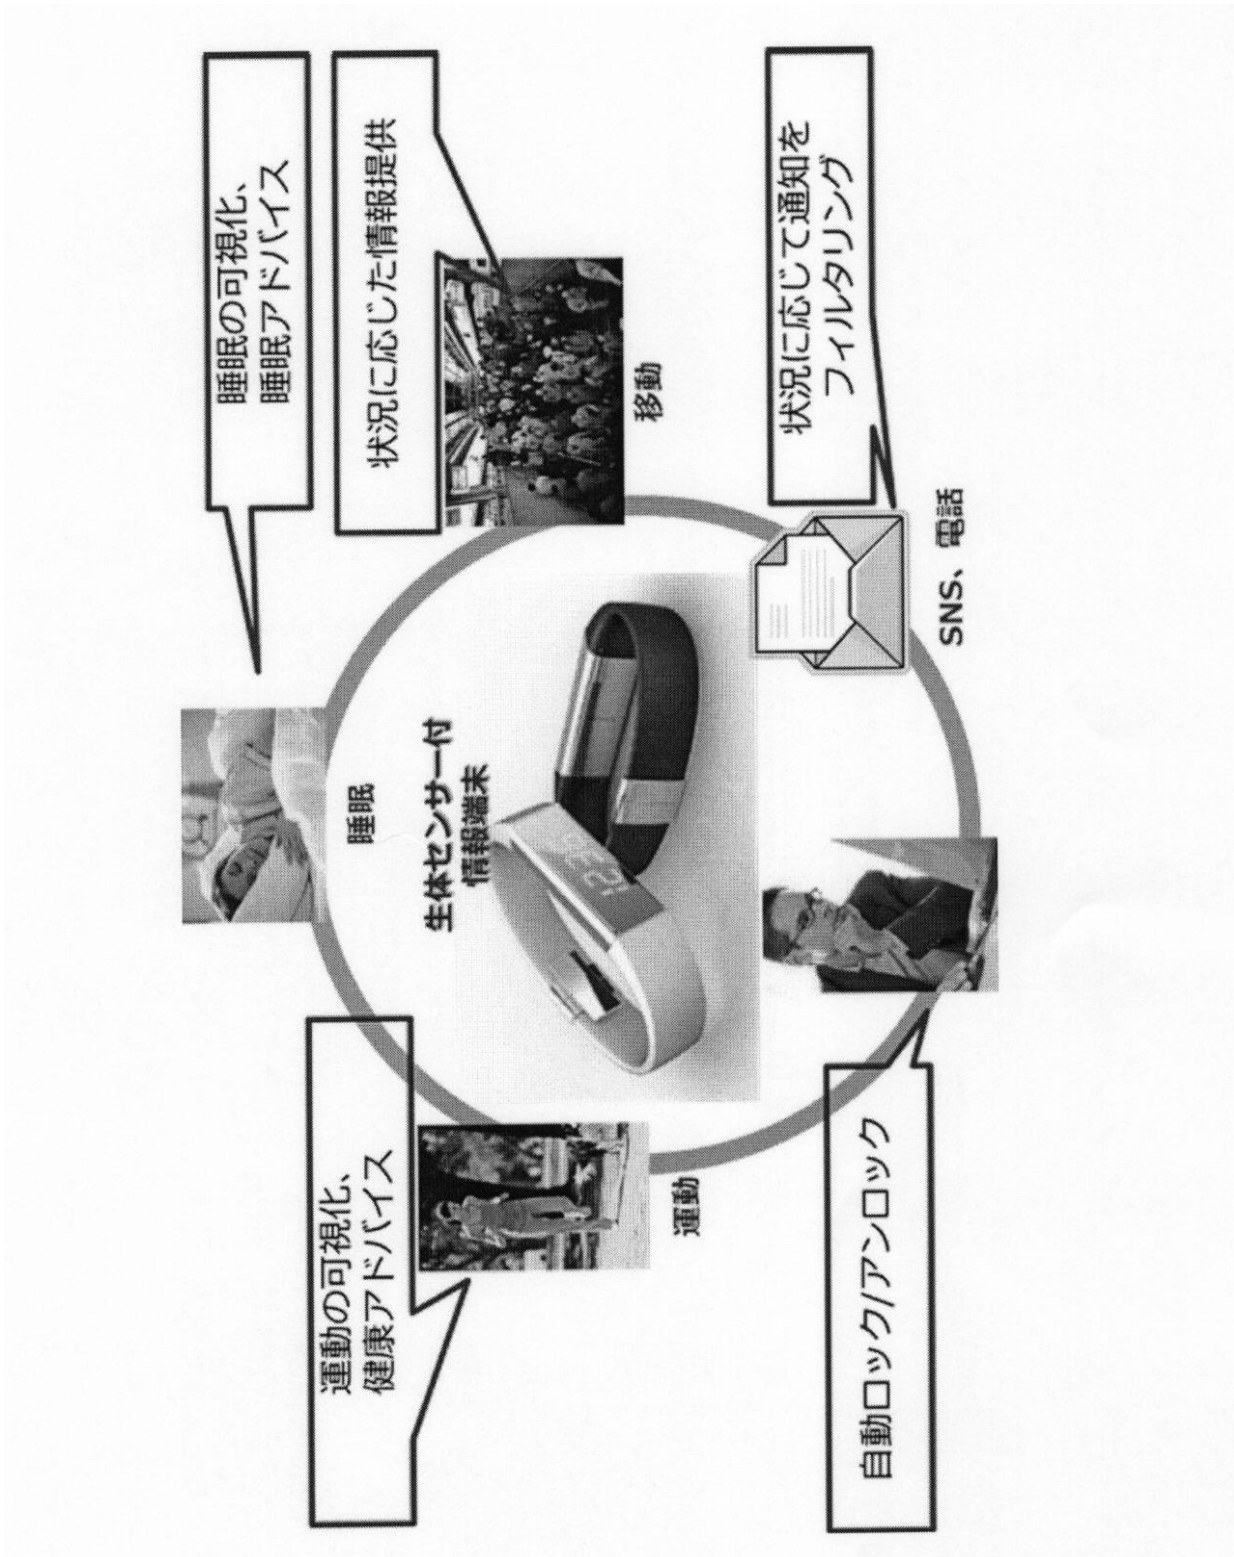 睡眠の可視化、
睡眠アドバイス
状況に応じた情報提供
運動の可視化、
健康アドバイス
睡眠
生体センサー付
情報端末
移動
運動
12:30
状況に応じて通知を
フィルタリング
SNS、電話
自動ロック/アンロック